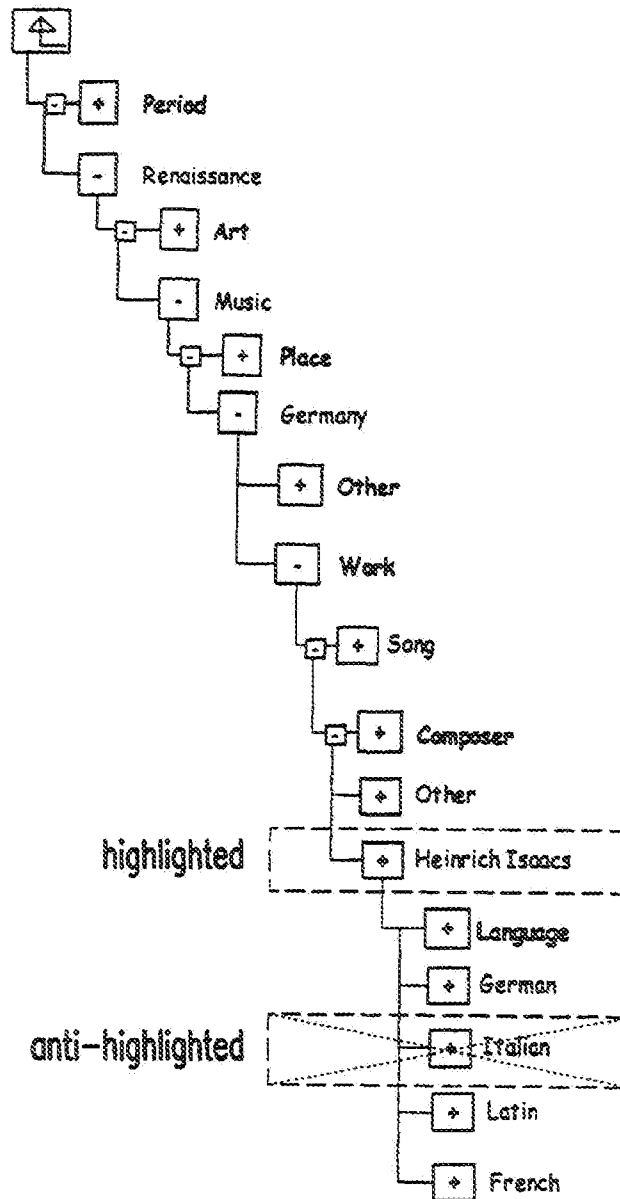 + Period
- Renaissance
- + Art
- Music
- + Place
- Germany
+ Other
- Work
- + Song
- + Composer
+ Other
highlighted + Heinrich Isaacs
+ Language
+ German
anti-highlighted + Italian
+ Latin
+ French